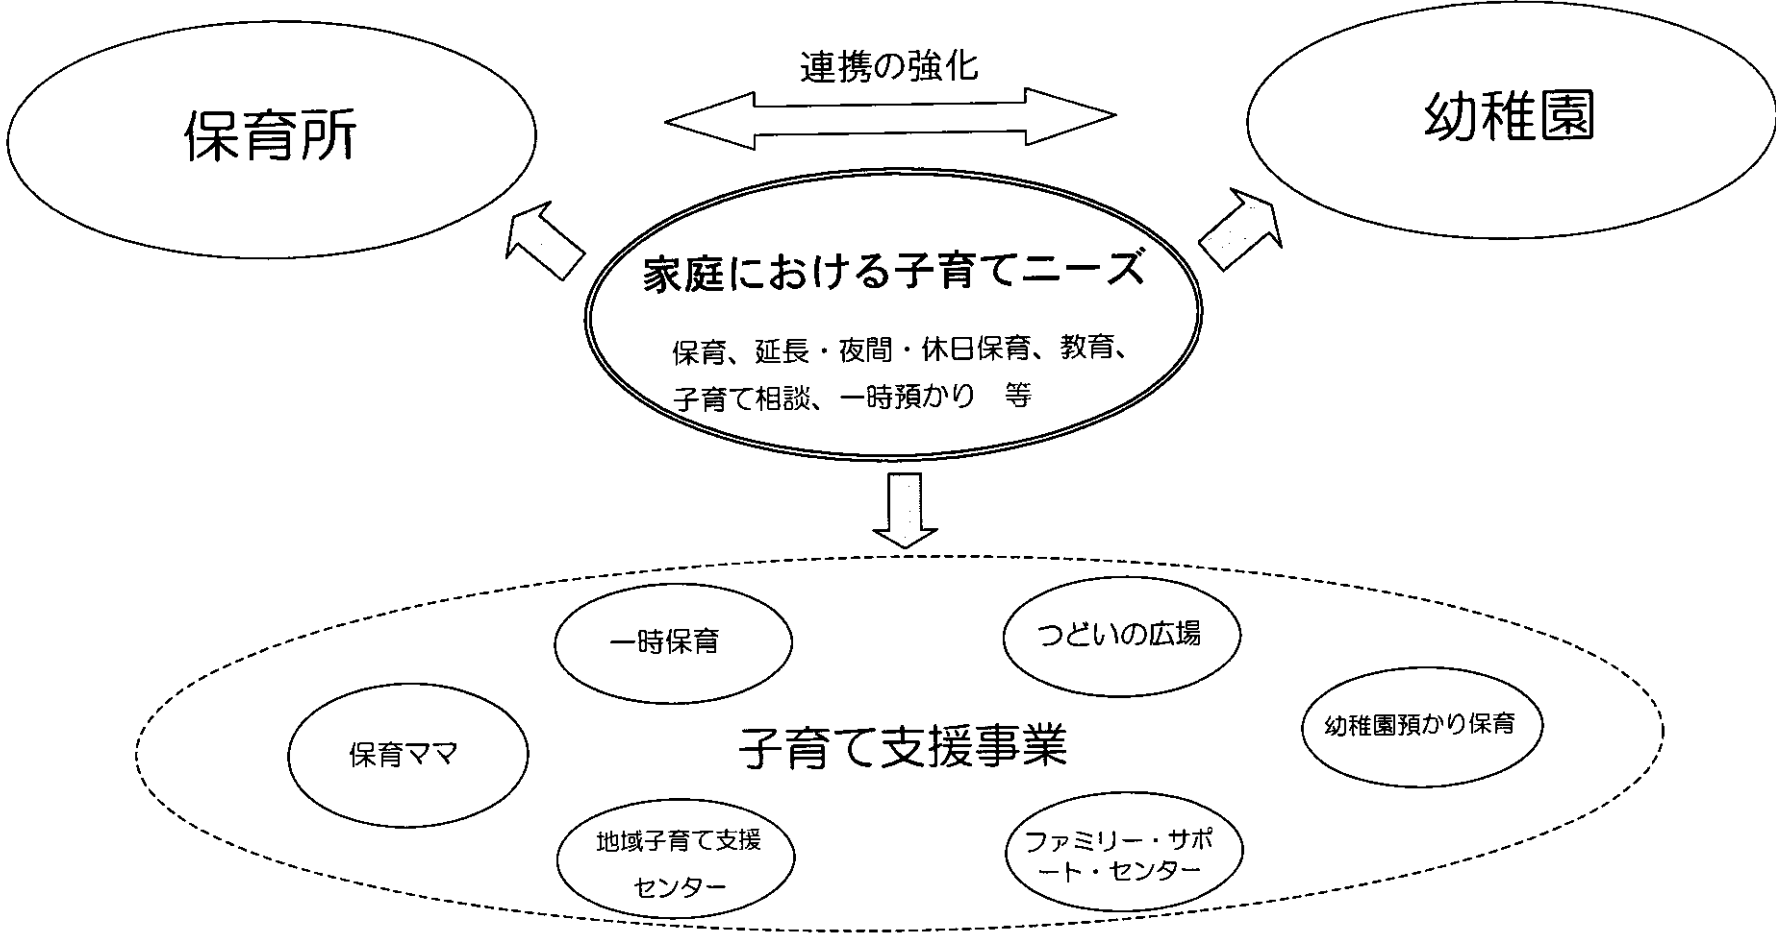 連携の強化
保育所
幼稚園
家庭における子育てニーズ
保育、延長・夜間・休日保育、教育、
子育て相談、一時預かり　等
一時保育
つどいの広場
保育ママ
子育て支援事業
幼稚園預かり保育
地域子育て支援
センター
ファミリー・サポ
ート・センター